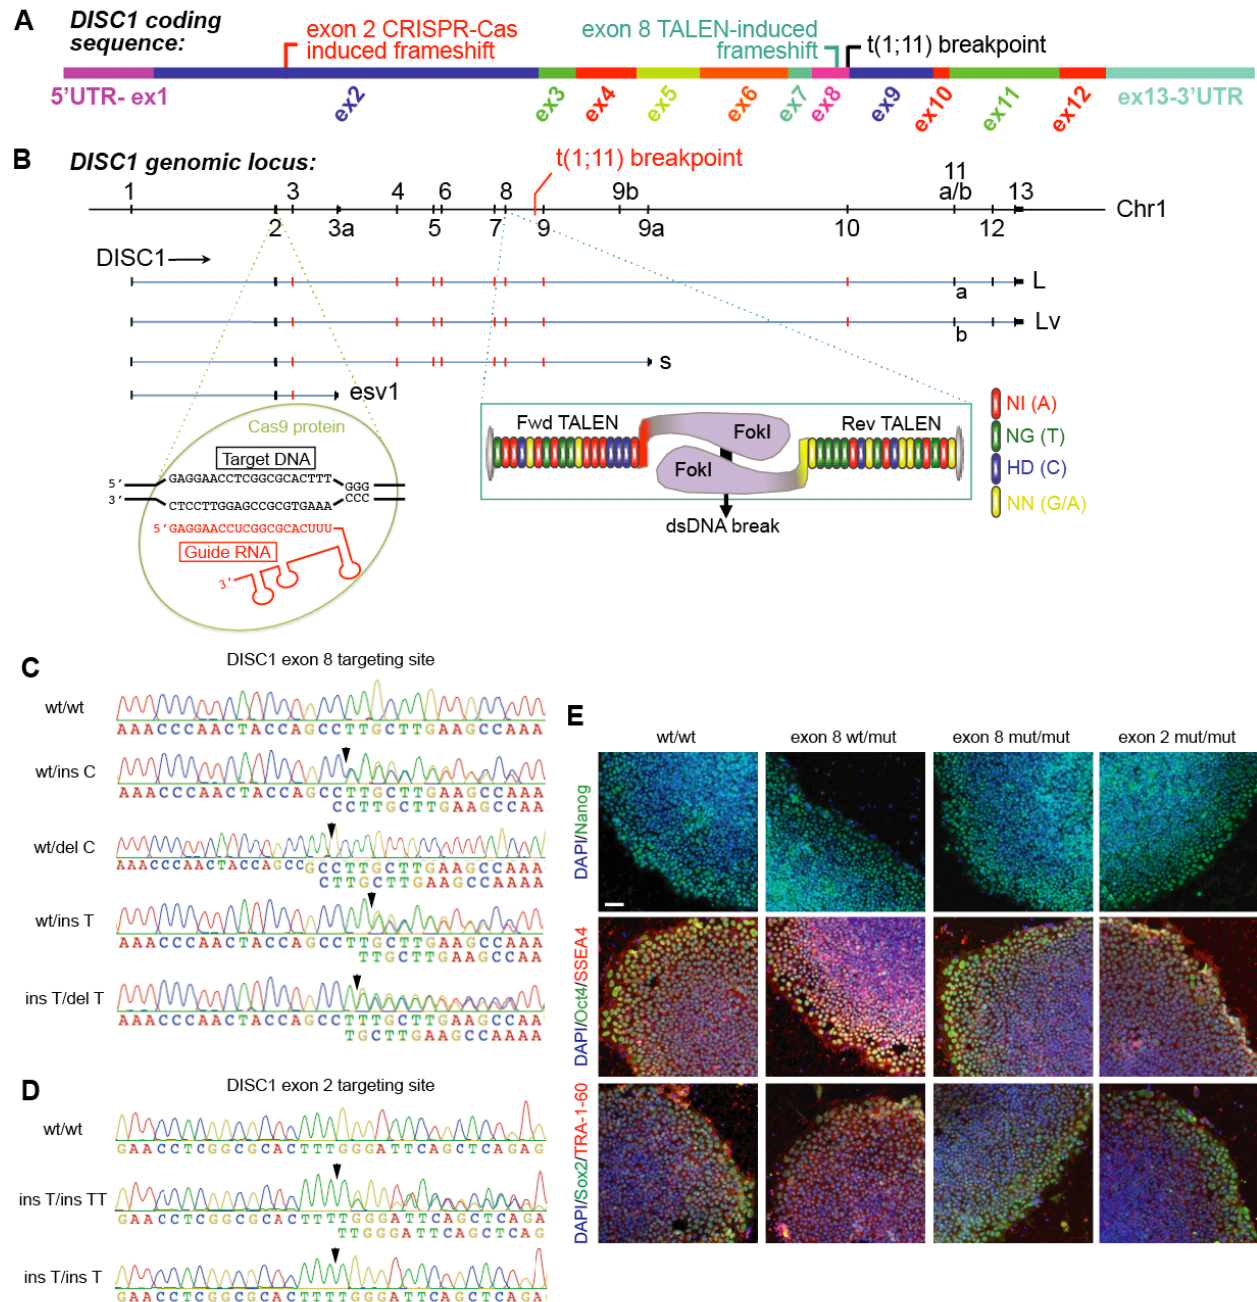 A
DISC1 coding
sequence:
exon 2 CRISPR-Cas
induced frameshift
exon 8 TALEN-induced
frameshift
t(1;11) breakpoint
5'UTR- ex1
ex2
ex3
ex4
ex5
ex6
ex7
ex8
ex9
ex10
ex11
ex12
ex13-3'UTR
B
DISC1 genomic locus:
t(1;11) breakpoint
1 3 4 6 8 9b 11 a/b 13
2 3a 5 7 9 9a 10 12
Chr1
DISC1
L
a
Lv
b
s
esv1
Cas9 protein
Target DNA
5' GAGGAACCTCGGCGCACTTT GGG
3' CTCCTTGGAGCCGCGTGAAA CCC
5'GAGGAACCUCGGCGCACUUU
Guide RNA
3'
Fwd TALEN
FokI
Rev TALEN
FokI
dsDNA break
NI (A)
NG (T)
HD (C)
NN (G/A)
C
DISC1 exon 8 targeting site
wt/wt
AAACCCAACTACCAGCCTTGCTTGAAGCCAAA
wt/ins C
AAACCCAACTACCAGCCTTGCTTGAAGCCAAA
CCTTGCTTGAAGCCAA
wt/del C
AAACCCAACTACCAGCCGCCTTGCTTGAAGCCAAA
CTTGCTTGAAGCCAAAA
wt/ins T
AAACCCAACTACCAGCCTTGCTTGAAGCCAAA
TTGCTTGAAGCCAA
ins T/del T
AAACCCAACTACCAGCCTTTGCTTGAAGCCAA
TGCTTGAAGCCAAAA
D
DISC1 exon 2 targeting site
wt/wt
GAACCTCGGCGCACTTTGGGATTCAGCTCAGAG
ins T/ins TT
GAACCTCGGCGCACTTTTGGGATTCAGCTCAGA
TTGGGATTCAGCTCAG
ins T/ins T
GAACCTCGGCGCACTTTTGGGATTCAGCTCAGA
E
wt/wt
exon 8 wt/mut
exon 8 mut/mut
exon 2 mut/mut
DAPI/Nanog
DAPI/Oct4/SSEA4
DAPI/Sox2/TRA-1-60